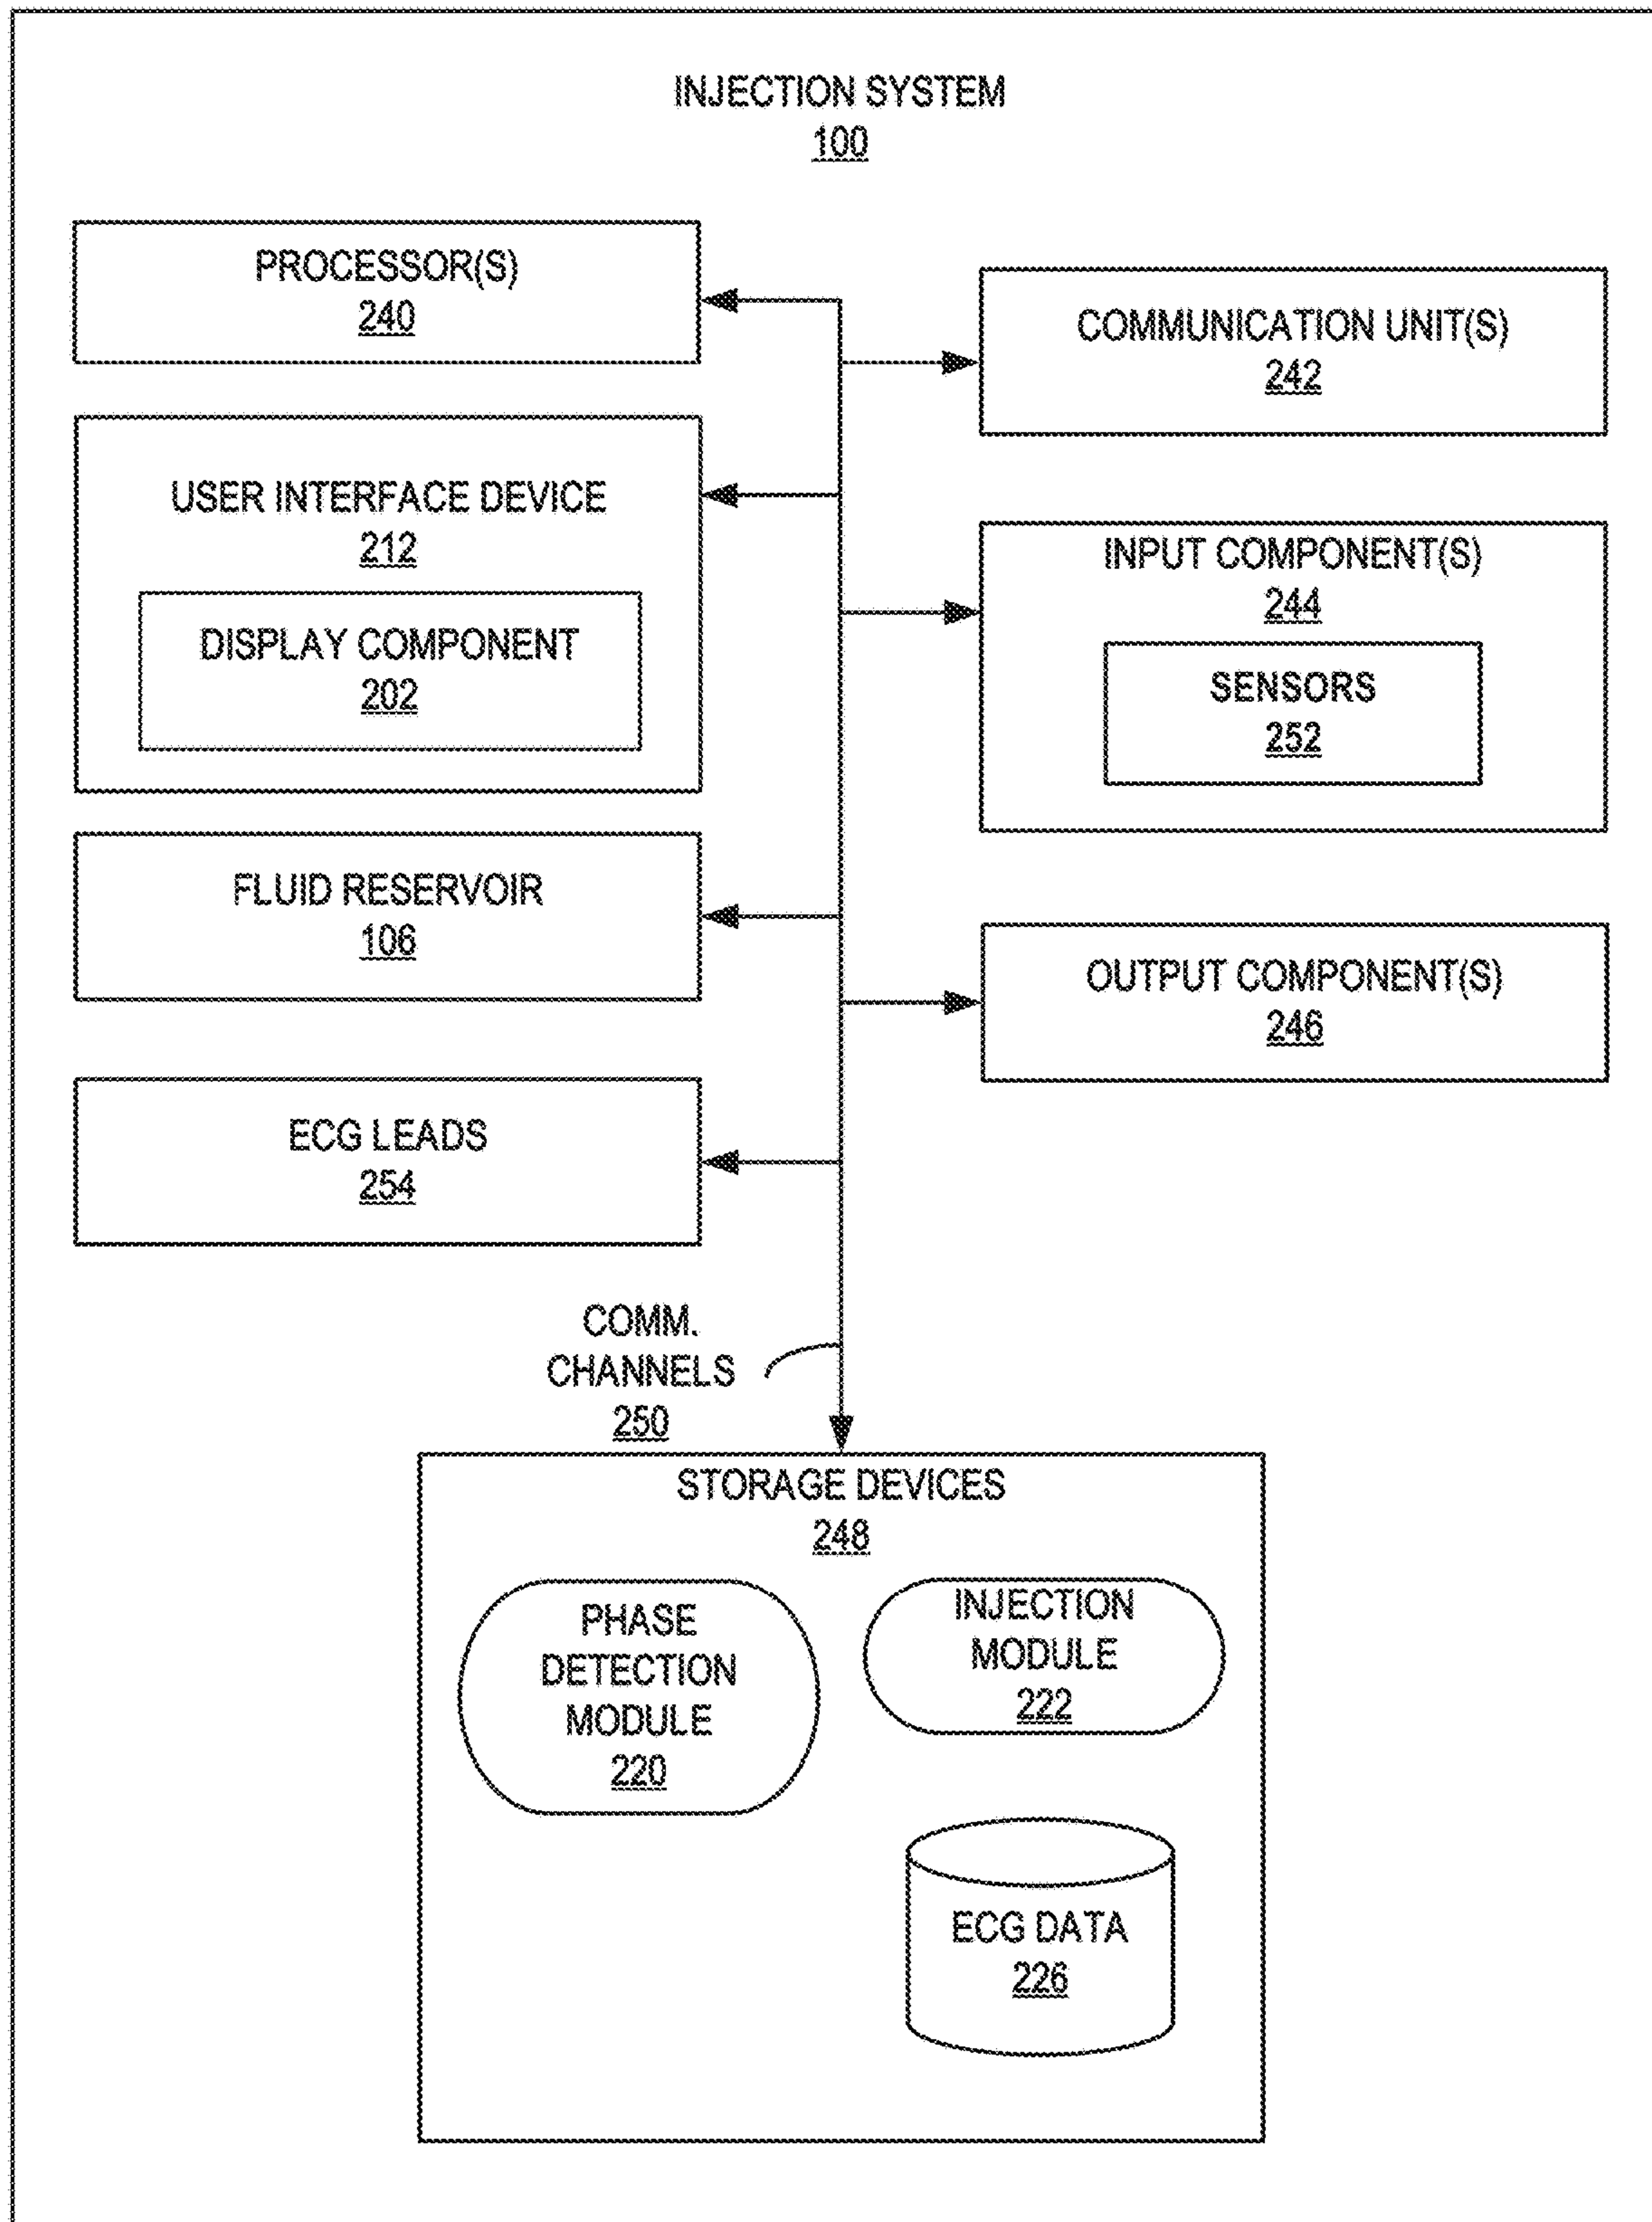 INJECTION SYSTEM
100
PROCESSOR(S)
240
COMMUNICATION UNIT(S)
242
USER INTERFACE DEVICE
212
DISPLAY COMPONENT
202
INPUT COMPONENT(S)
244
SENSORS
252
FLUID RESERVOIR
106
OUTPUT COMPONENT(S)
246
ECG LEADS
254
COMM.
CHANNELS
250
STORAGE DEVICES
248
PHASE
DETECTION
MODULE
220
INJECTION
MODULE
222
ECG DATA
226